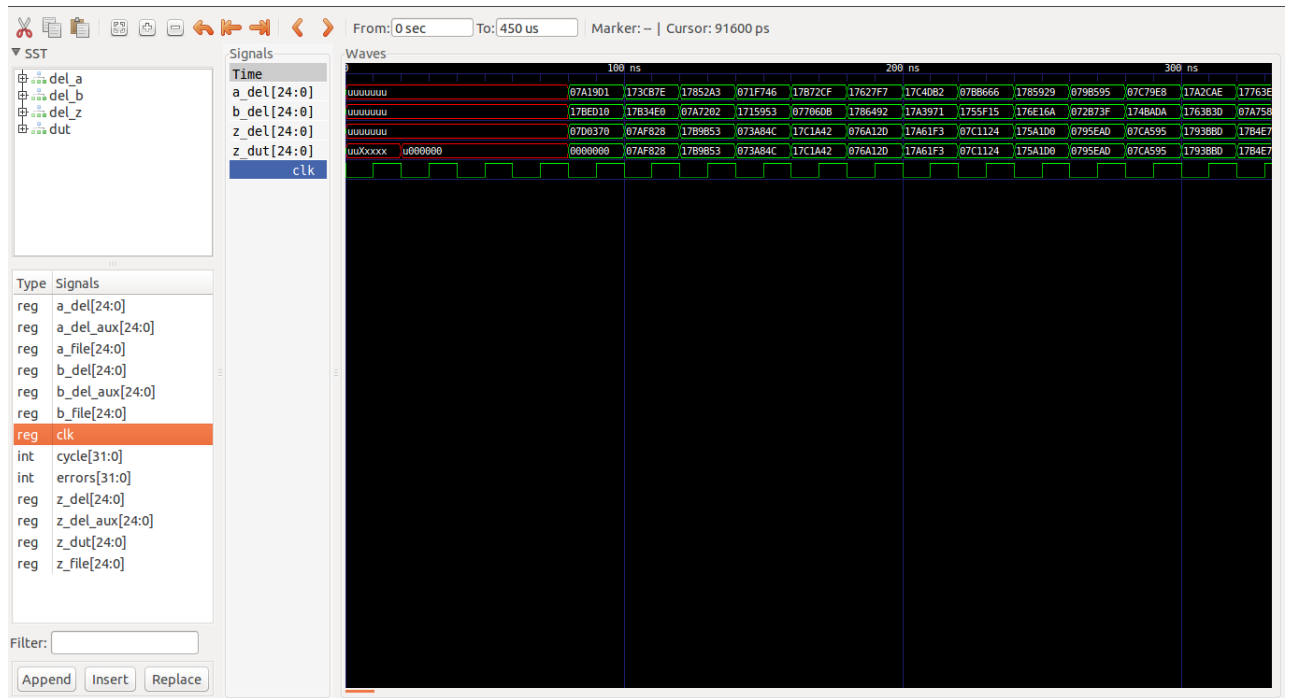 From: 0 sec To: 450 us Marker: -- | Cursor: 91600 ps
SST
del_a
del_b
del_z
dut
Type Signals
reg a_del[24:0]
reg a_del_aux[24:0]
reg a_file[24:0]
reg b_del[24:0]
reg b_del_aux[24:0]
reg b_file[24:0]
reg clk
int cycle[31:0]
int errors[31:0]
reg z_del[24:0]
reg z_del_aux[24:0]
reg z_dut[24:0]
reg z_file[24:0]
Filter:
Append Insert Replace
Signals
Time
a_del[24:0]
b_del[24:0]
z_del[24:0]
z_dut[24:0]
clk
Waves
0 100 ns 200 ns 300 ns
uuuuuuu 07A19D1 173CB7E 17852A3 071F746 17B72CF 17627F7 17C4DB2 07BB666 1785929 079B595 07C79E8 17A2CAE 17763E
uuuuuuu 17BED10 17B34E0 07A7202 1715953 07706DB 1786492 17A3971 1755F15 176E16A 072B73F 174BADA 1763B3D 07A758
uuuuuuu 07D0370 07AF828 17B9B53 073A84C 17C1A42 076A12D 17A61F3 07C1124 175A1D0 0795EAD 07CA595 1793BBD 17B4E7
uuXxxxx u000000 0000000 07AF828 17B9B53 073A84C 17C1A42 076A12D 17A61F3 07C1124 175A1D0 0795EAD 07CA595 1793BBD 17B4E7